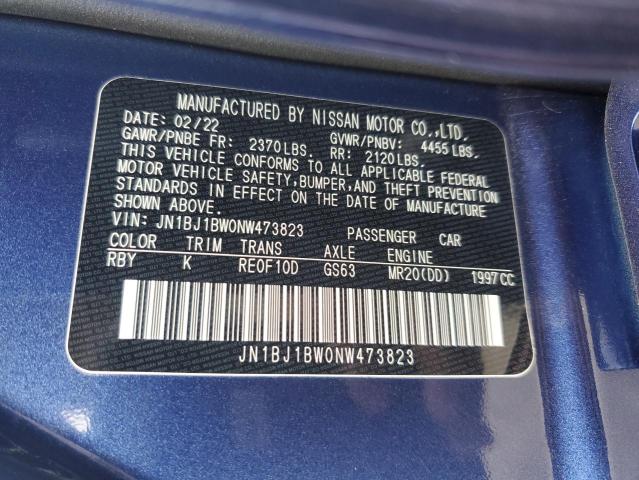 MANUFACTURED BY NISSAN MOTOR CO.,LTD.
DATE: 02/22
GAWR/PNBE FR: 2370LBS. GVWR/PNBV: 4455 LBS.
RR: 2120LBS.
THIS VEHICLE CONFORMS TO ALL APPLICABLE FEDERAL
MOTOR VEHICLE SAFETY,BUMPER,AND THEFT PREVENTION
STANDARDS IN EFFECT ON THE DATE OF MANUFACTURE
SHOWN ABOVE.
VIN: JN1BJ1BW0NW473823 PASSENGER CAR
COLOR TRIM TRANS AXLE ENGINE
RBY K RE0F10D GS63 MR20(DD) 1997CC
JN1BJ1BW0NW473823